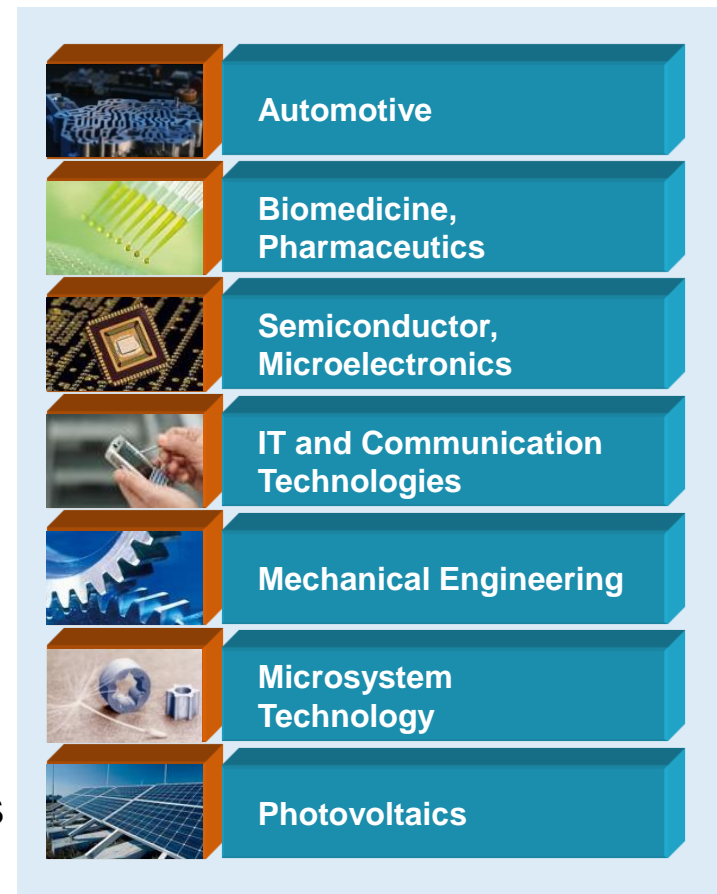 Automotive
Biomedicine,
Pharmaceutics
Semiconductor,
Microelectronics
IT and Communication
Technologies
Mechanical Engineering
Microsystem
Technology
s
Photovoltaics